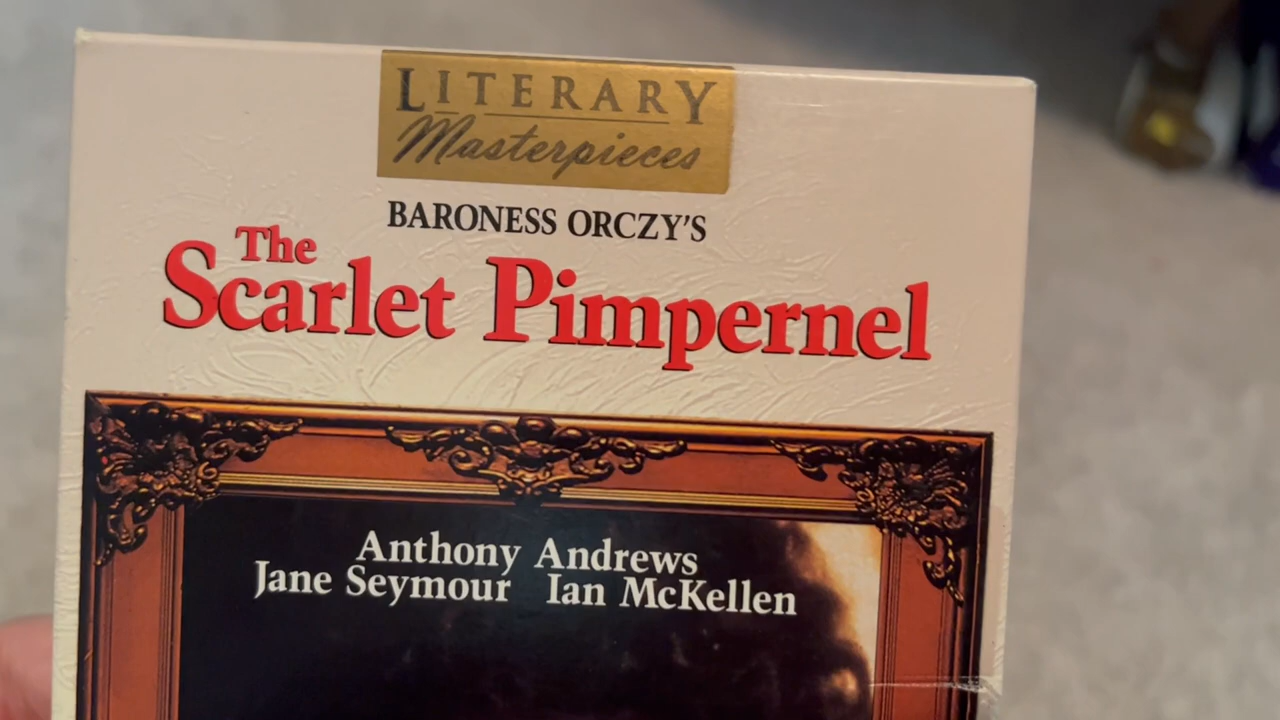 LITERARY
Masterpieces
BARONESS ORCZY'S
The
Scarlet Pimpernel
Anthony Andrews
Jane Seymour Ian McKellen